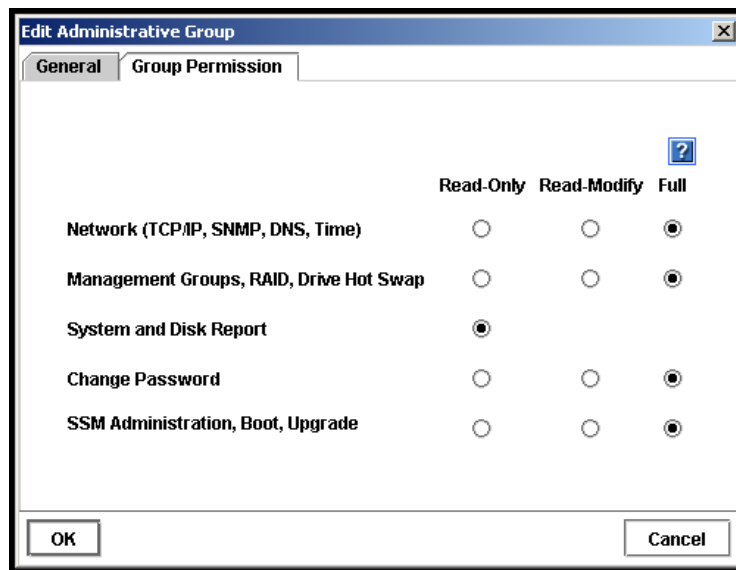 Edit Administrative Group
General Group Permission
?
Read-Only Read-Modify Full
Network (TCP/IP, SNMP, DNS, Time)
Management Groups, RAID, Drive Hot Swap
System and Disk Report
Change Password
SSM Administration, Boot, Upgrade
OK Cancel